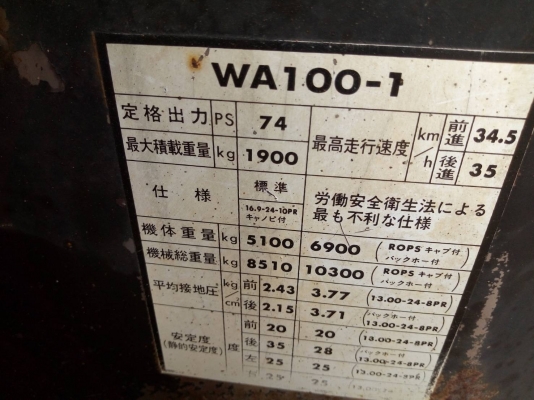 WA100-1
定格出力 PS 74
最大積載重量 kg 1900
最高走行速度 km/h 前進 34.5
後進 35
仕様 標準 16.9-24-10PR キャノピ付
労働安全衛生法による
最も不利な仕様
機体重量 kg 5100 6900 (ROPSキャブ付 バックホー付)
機械総重量 kg 8510 10300 (ROPSキャブ付 バックホー付)
平均接地圧 kg/cm 前 2.43 3.77 (13.00-24-8PR)
後 2.15 3.71 (バックホー付 13.00-24-8PR)
安定度 (静的安定度) 度 前 20 20 (13.00-24-8PR)
後 35 28 (バックホー付 13.00-24-8PR)
左 25 25 (13.00-24-8PR)
右 25 25